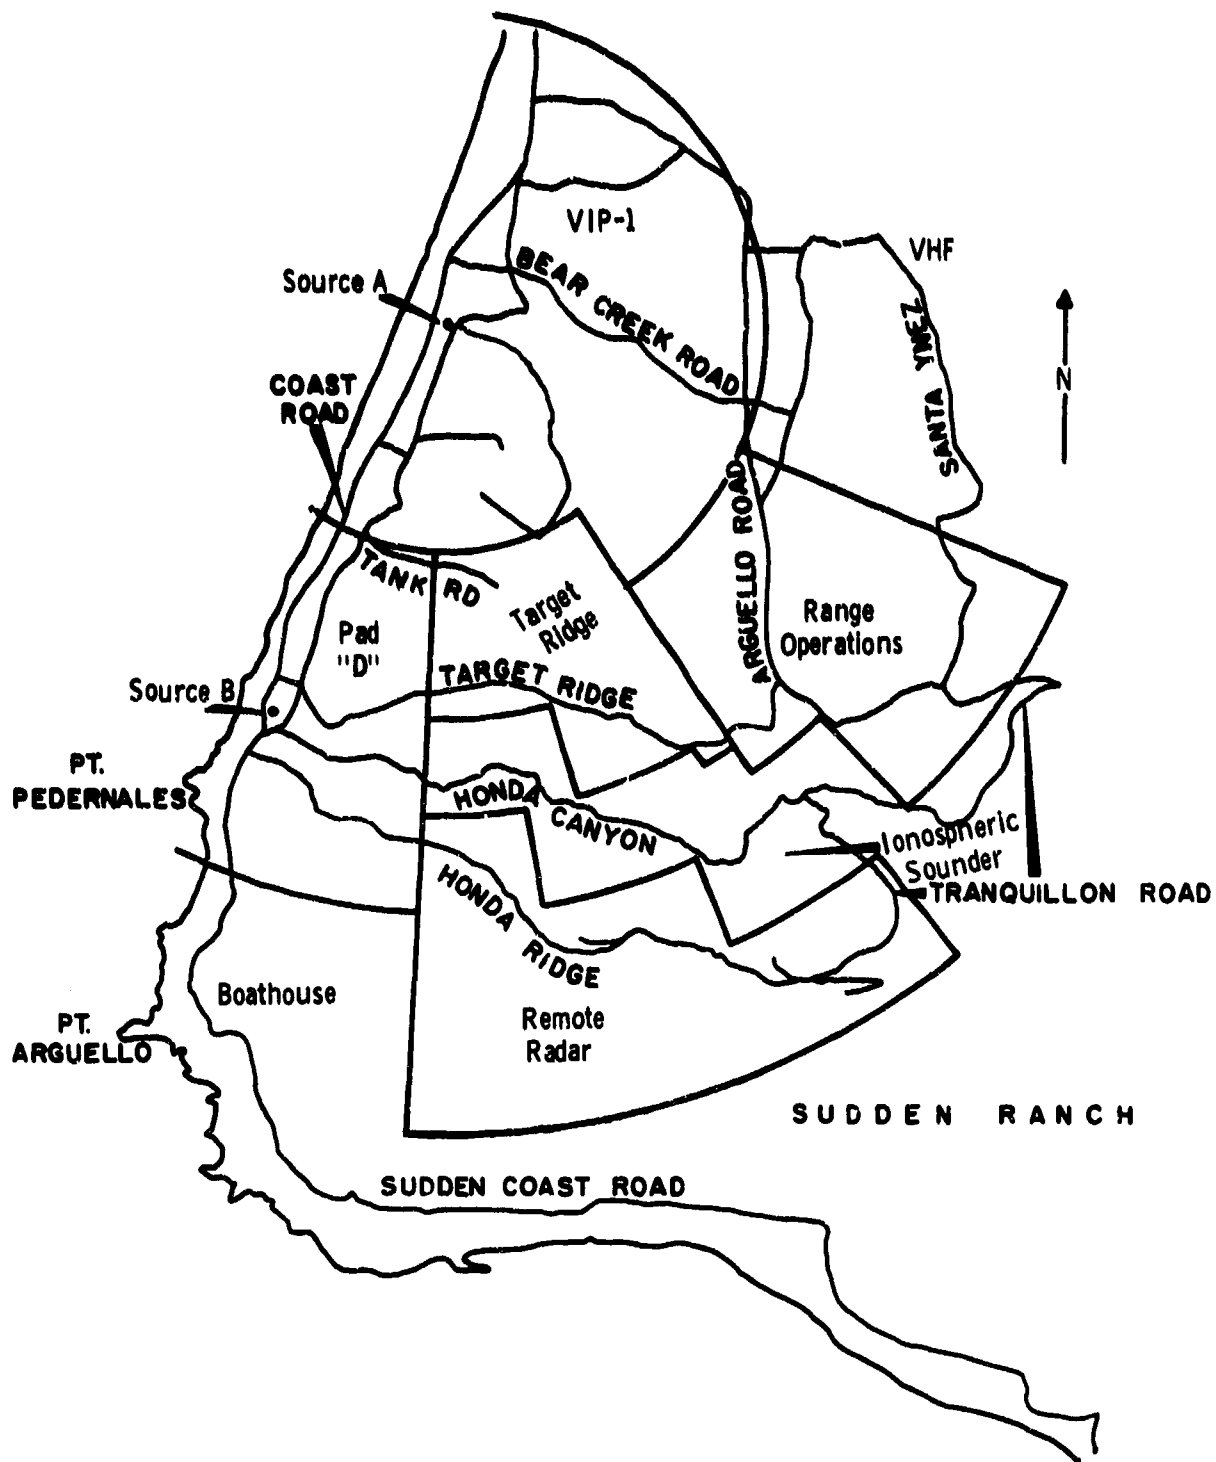 VIP-1
VHF
BEAR CREEK ROAD
Source A
SANTA YNEZ
N
COAST
ROAD
ARGUELLO ROAD
TANK RD
Target
Ridge
Range
Operations
Pad
"D"
TARGET RIDGE
Source B
PT.
PEDERNALES
HONDA CANYON
Ionospheric
Sounder
TRANQUILLON ROAD
HONDA RIDGE
Boathouse
Remote
Radar
PT.
ARGUELLO
SUDDEN RANCH
SUDDEN COAST ROAD